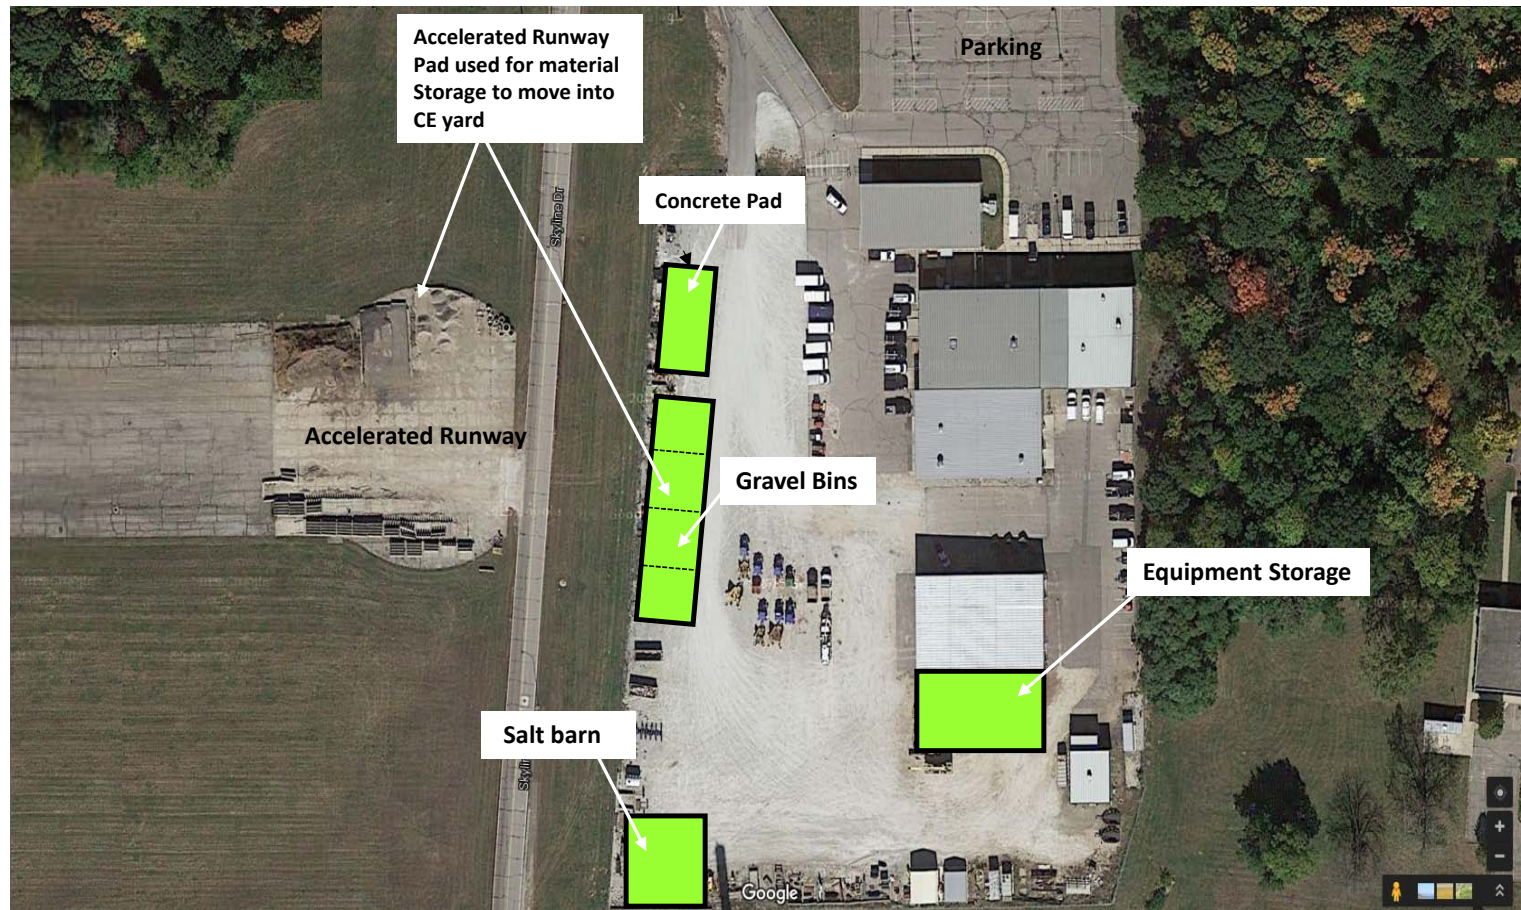 Accelerated Runway
Pad used for material
Storage to move into
CE yard
Parking
Concrete Pad
Skyline Dr
Accelerated Runway
Gravel Bins
Equipment Storage
Salt barn
Google